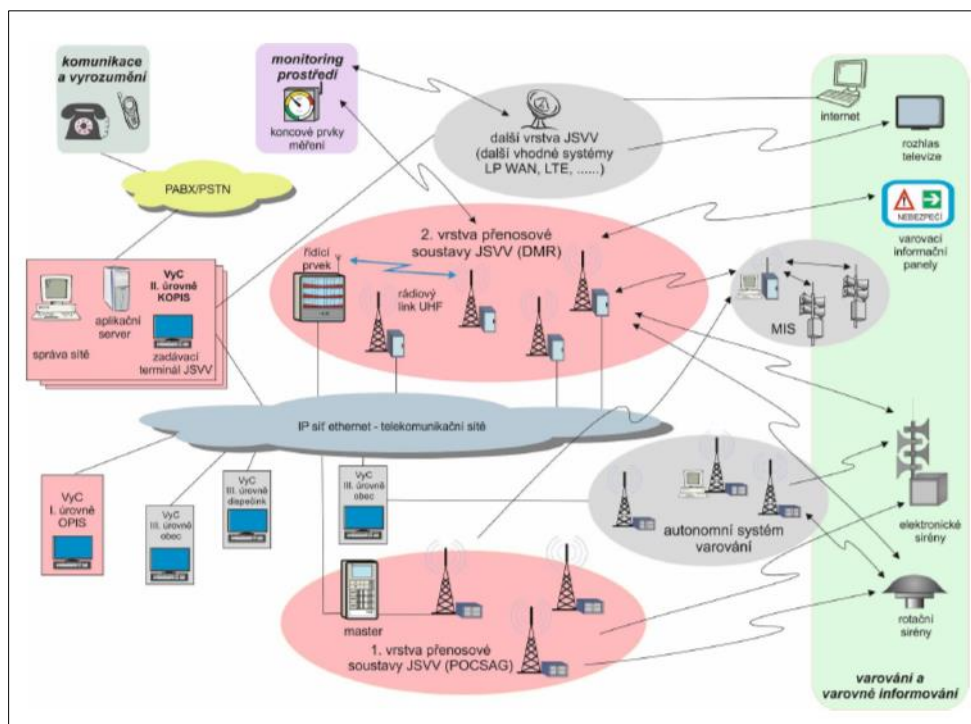 komunikace
a vyrozumění
monitoring
prostředí
koncové prvky
měření
další vrstva JSVV
(další vhodné systémy
LP WAN, LTE, ......)
internet
rozhlas
televize
PABX/PSTN
NEBEZPEČÍ
varovací
informační
panely
2. vrstva přenosové
soustavy JSVV (DMR)
řídící
prvek
rádiový
link UHF
VyC
II. úrovně
KOPIS
aplikační
server
správa sítě
zadávací
terminál JSVV
MIS
IP síť ethernet - telekomunikační sítě
VyC
I. úrovně
OPIS
VyC
III. úrovně
obec
VyC
III. úrovně
dispečink
VyC
III. úrovně
obec
autonomní systém
varování
elektronické
sirény
master
1. vrstva přenosové
soustavy JSVV (POCSAG)
rotační
sirény
varování a
varovné informování